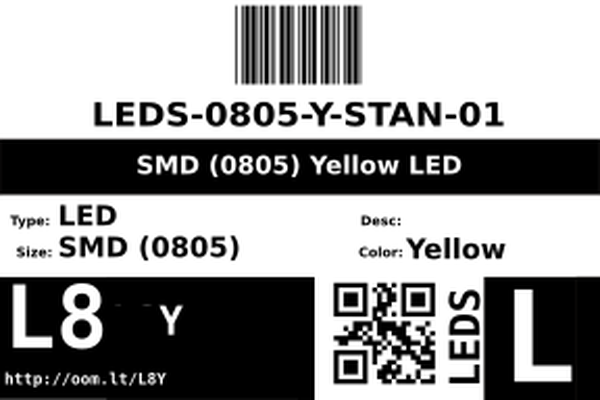 LEDS-0805-Y-STAN-01
SMD (0805) Yellow LED
Type: LED
Desc:
Size: SMD (0805)
Color: Yellow
L8 Y
http://oom.lt/L8Y
LEDS
L